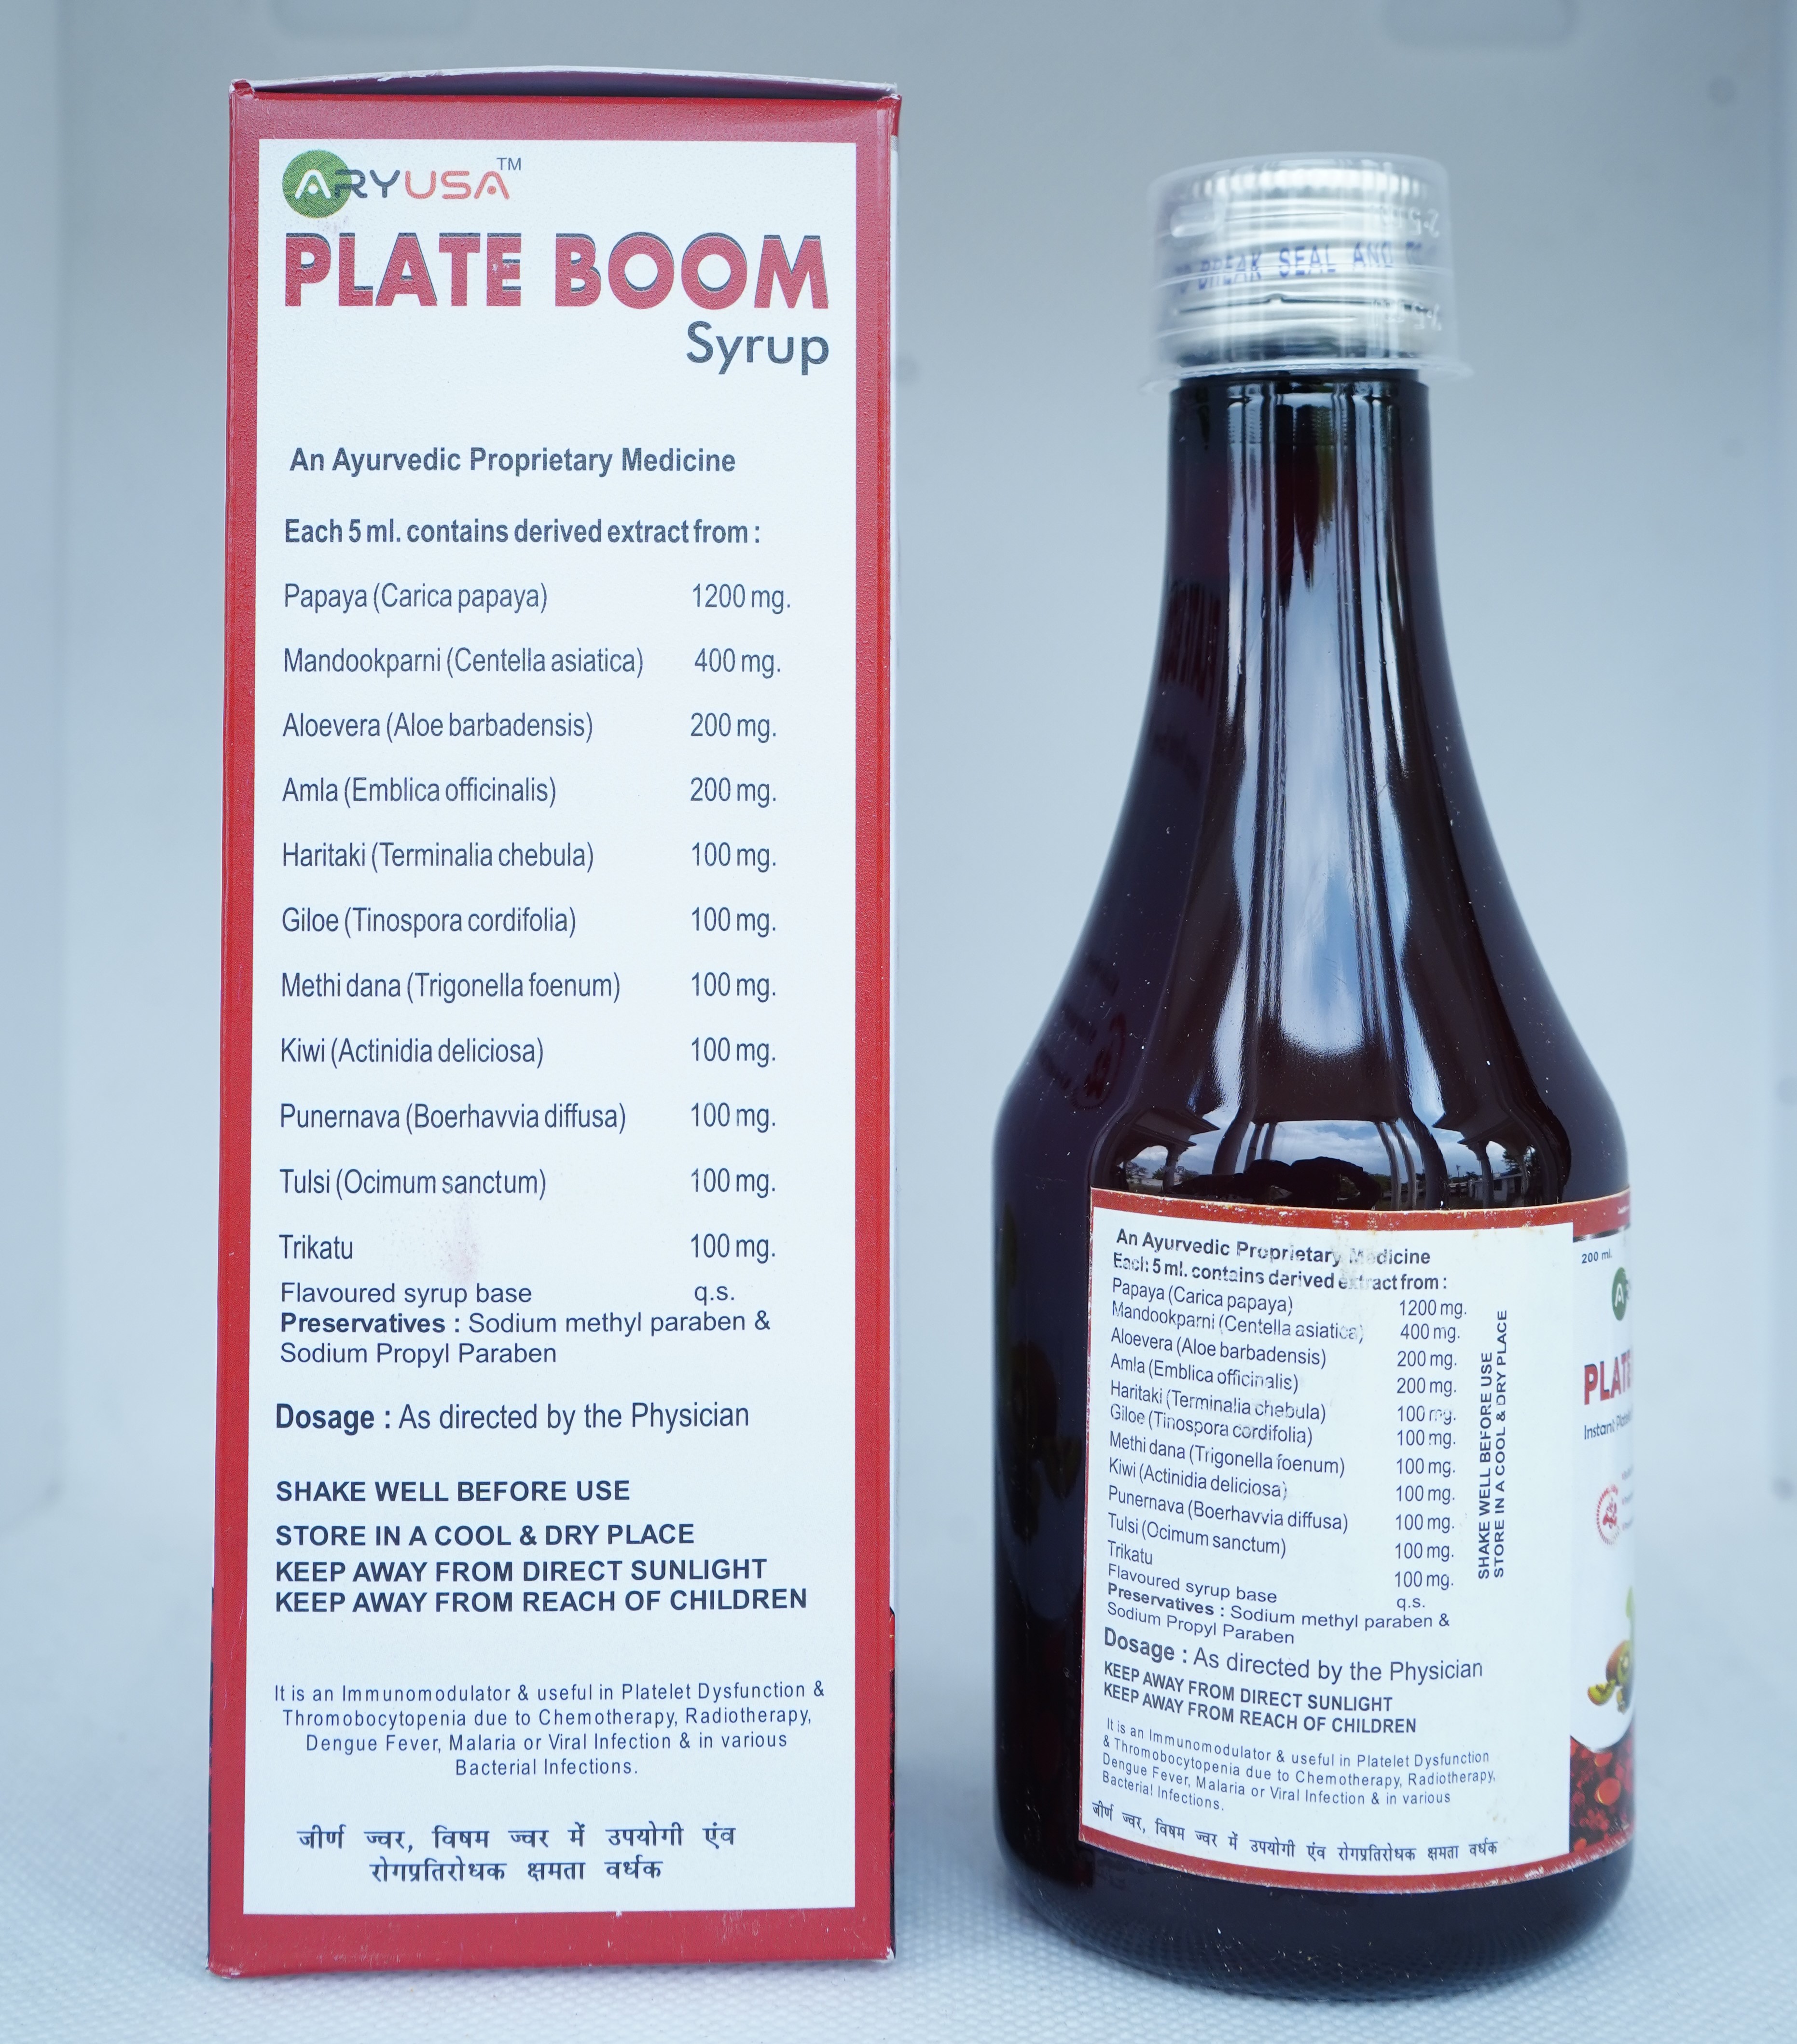 ARYUSA™
PLATE BOOM
Syrup
An Ayurvedic Proprietary Medicine
Each 5 ml. contains derived extract from :
Papaya (Carica papaya) 1200 mg.
Mandookparni (Centella asiatica) 400 mg.
Aloevera (Aloe barbadensis) 200 mg.
Amla (Emblica officinalis) 200 mg.
Haritaki (Terminalia chebula) 100 mg.
Giloe (Tinospora cordifolia) 100 mg.
Methi dana (Trigonella foenum) 100 mg.
Kiwi (Actinidia deliciosa) 100 mg.
Punernava (Boerhavvia diffusa) 100 mg.
Tulsi (Ocimum sanctum) 100 mg.
Trikatu 100 mg.
Flavoured syrup base q.s.
Preservatives : Sodium methyl paraben &
Sodium Propyl Paraben
Dosage : As directed by the Physician
SHAKE WELL BEFORE USE
STORE IN A COOL & DRY PLACE
KEEP AWAY FROM DIRECT SUNLIGHT
KEEP AWAY FROM REACH OF CHILDREN
It is an Immunomodulator & useful in Platelet Dysfunction &
Thromobocytopenia due to Chemotherapy, Radiotherapy,
Dengue Fever, Malaria or Viral Infection & in various
Bacterial Infections.
जीर्ण ज्वर, विषम ज्वर में उपयोगी एंव
रोगप्रतिरोधक क्षमता वर्धक
BREAK SEAL AND
An Ayurvedic Proprietary Medicine
Each 5 ml. contains derived extract from :
Papaya (Carica papaya) 1200 mg.
Mandookparni (Centella asiatica) 400 mg.
Aloevera (Aloe barbadensis) 200 mg.
Amla (Emblica officinalis) 200 mg.
Haritaki (Terminalia chebula) 100 mg.
Giloe (Tinospora cordifolia) 100 mg.
Methi dana (Trigonella foenum) 100 mg.
Kiwi (Actinidia deliciosa) 100 mg.
Punernava (Boerhavvia diffusa) 100 mg.
Tulsi (Ocimum sanctum) 100 mg.
Trikatu 100 mg.
Flavoured syrup base q.s.
Preservatives : Sodium methyl paraben &
Sodium Propyl Paraben
Dosage : As directed by the Physician
KEEP AWAY FROM DIRECT SUNLIGHT
KEEP AWAY FROM REACH OF CHILDREN
It is an Immunomodulator & useful in Platelet Dysfunction
& Thromobocytopenia due to Chemotherapy, Radiotherapy,
Dengue Fever, Malaria or Viral Infection & in various
Bacterial Infections.
जीर्ण ज्वर, विषम ज्वर में उपयोगी एंव रोगप्रतिरोधक क्षमता वर्धक
SHAKE WELL BEFORE USE
STORE IN A COOL & DRY PLACE
200 ml.
PLATE
Instant